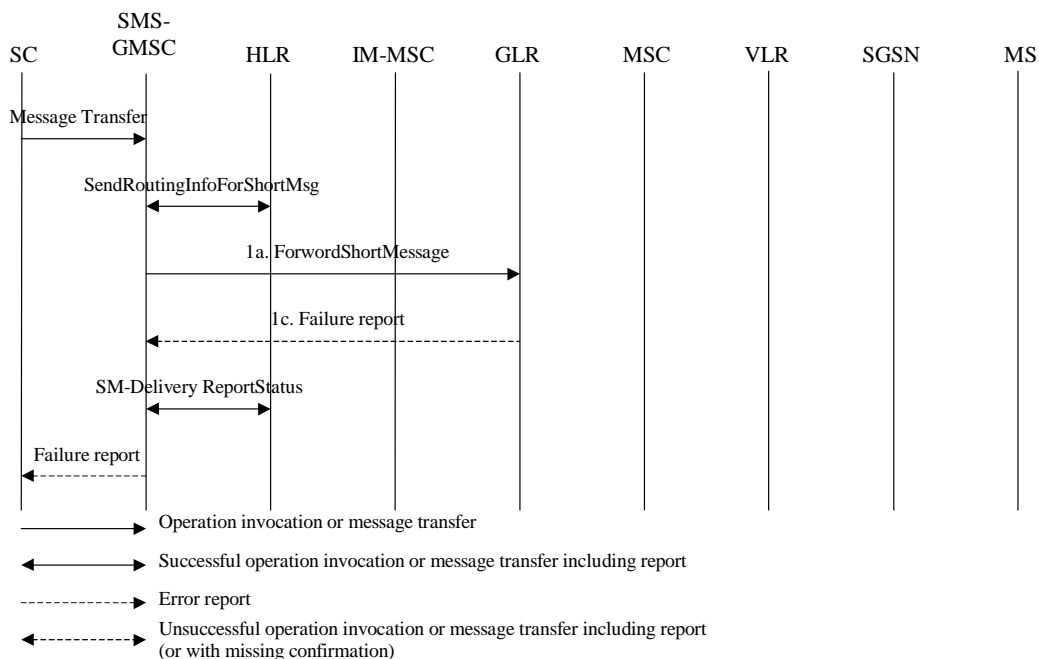 SMS-
GMSC
SC HLR IM-MSC GLR MSC VLR SGSN MS
Message Transfer
SendRoutingInfoForShortMsg
1a. ForwordShortMessage
1c. Failure report
SM-Delivery ReportStatus
Failure report
Operation invocation or message transfer
Successful operation invocation or message transfer including report
Error report
Unsuccessful operation invocation or message transfer including report
(or with missing confirmation)